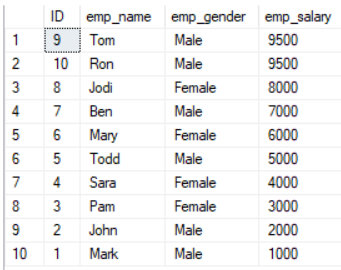 ID emp_name emp_gender emp_salary
1 9 Tom Male 9500
2 10 Ron Male 9500
3 8 Jodi Female 8000
4 7 Ben Male 7000
5 6 Mary Female 6000
6 5 Todd Male 5000
7 4 Sara Female 4000
8 3 Pam Female 3000
9 2 John Male 2000
10 1 Mark Male 1000